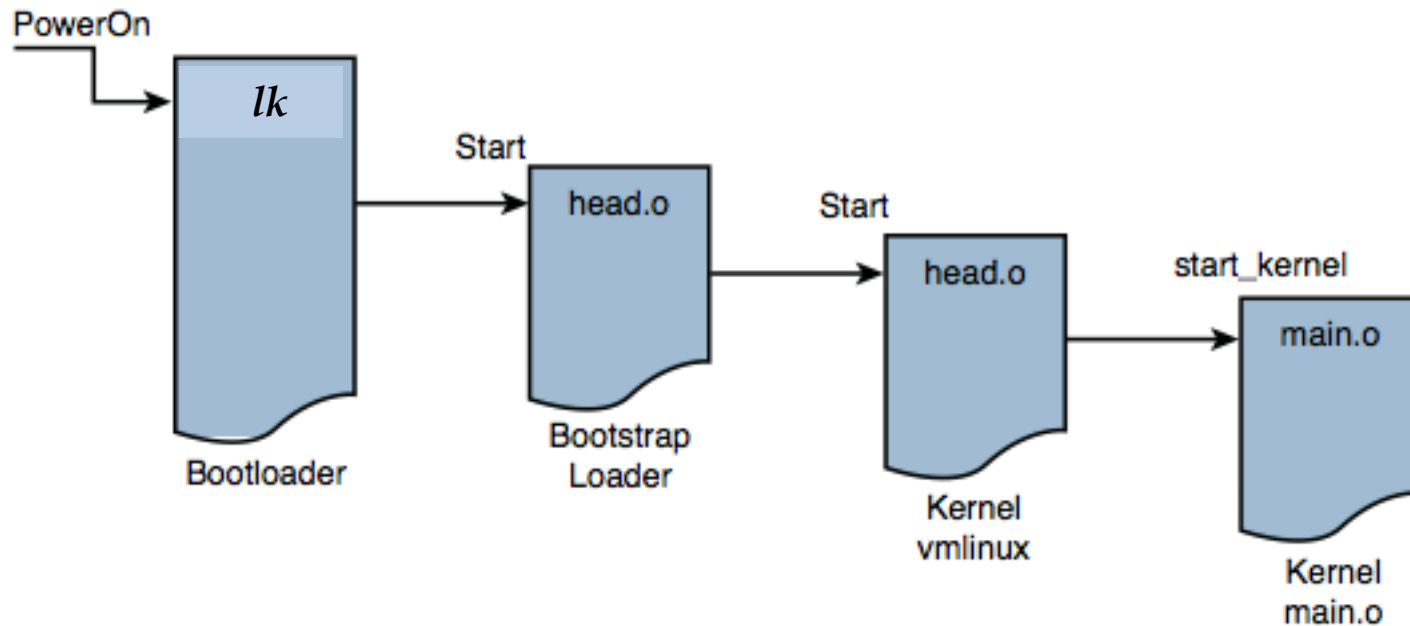 PowerOn
lk
Bootloader
Start
head.o
Bootstrap
Loader
Start
head.o
Kernel
vmlinux
start_kernel
main.o
Kernel
main.o